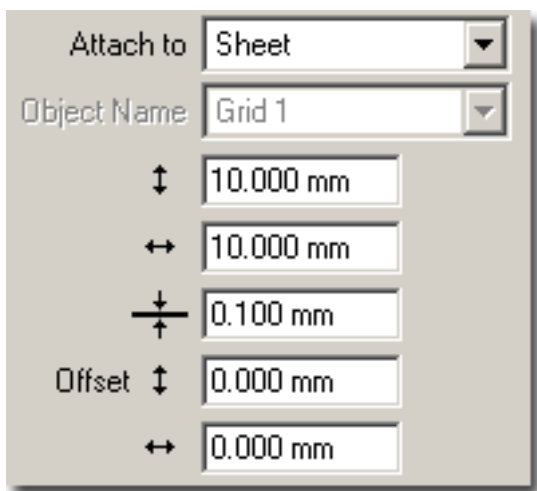 Attach to Sheet
Object Name Grid 1
10.000 mm
10.000 mm
0.100 mm
Offset 0.000 mm
0.000 mm